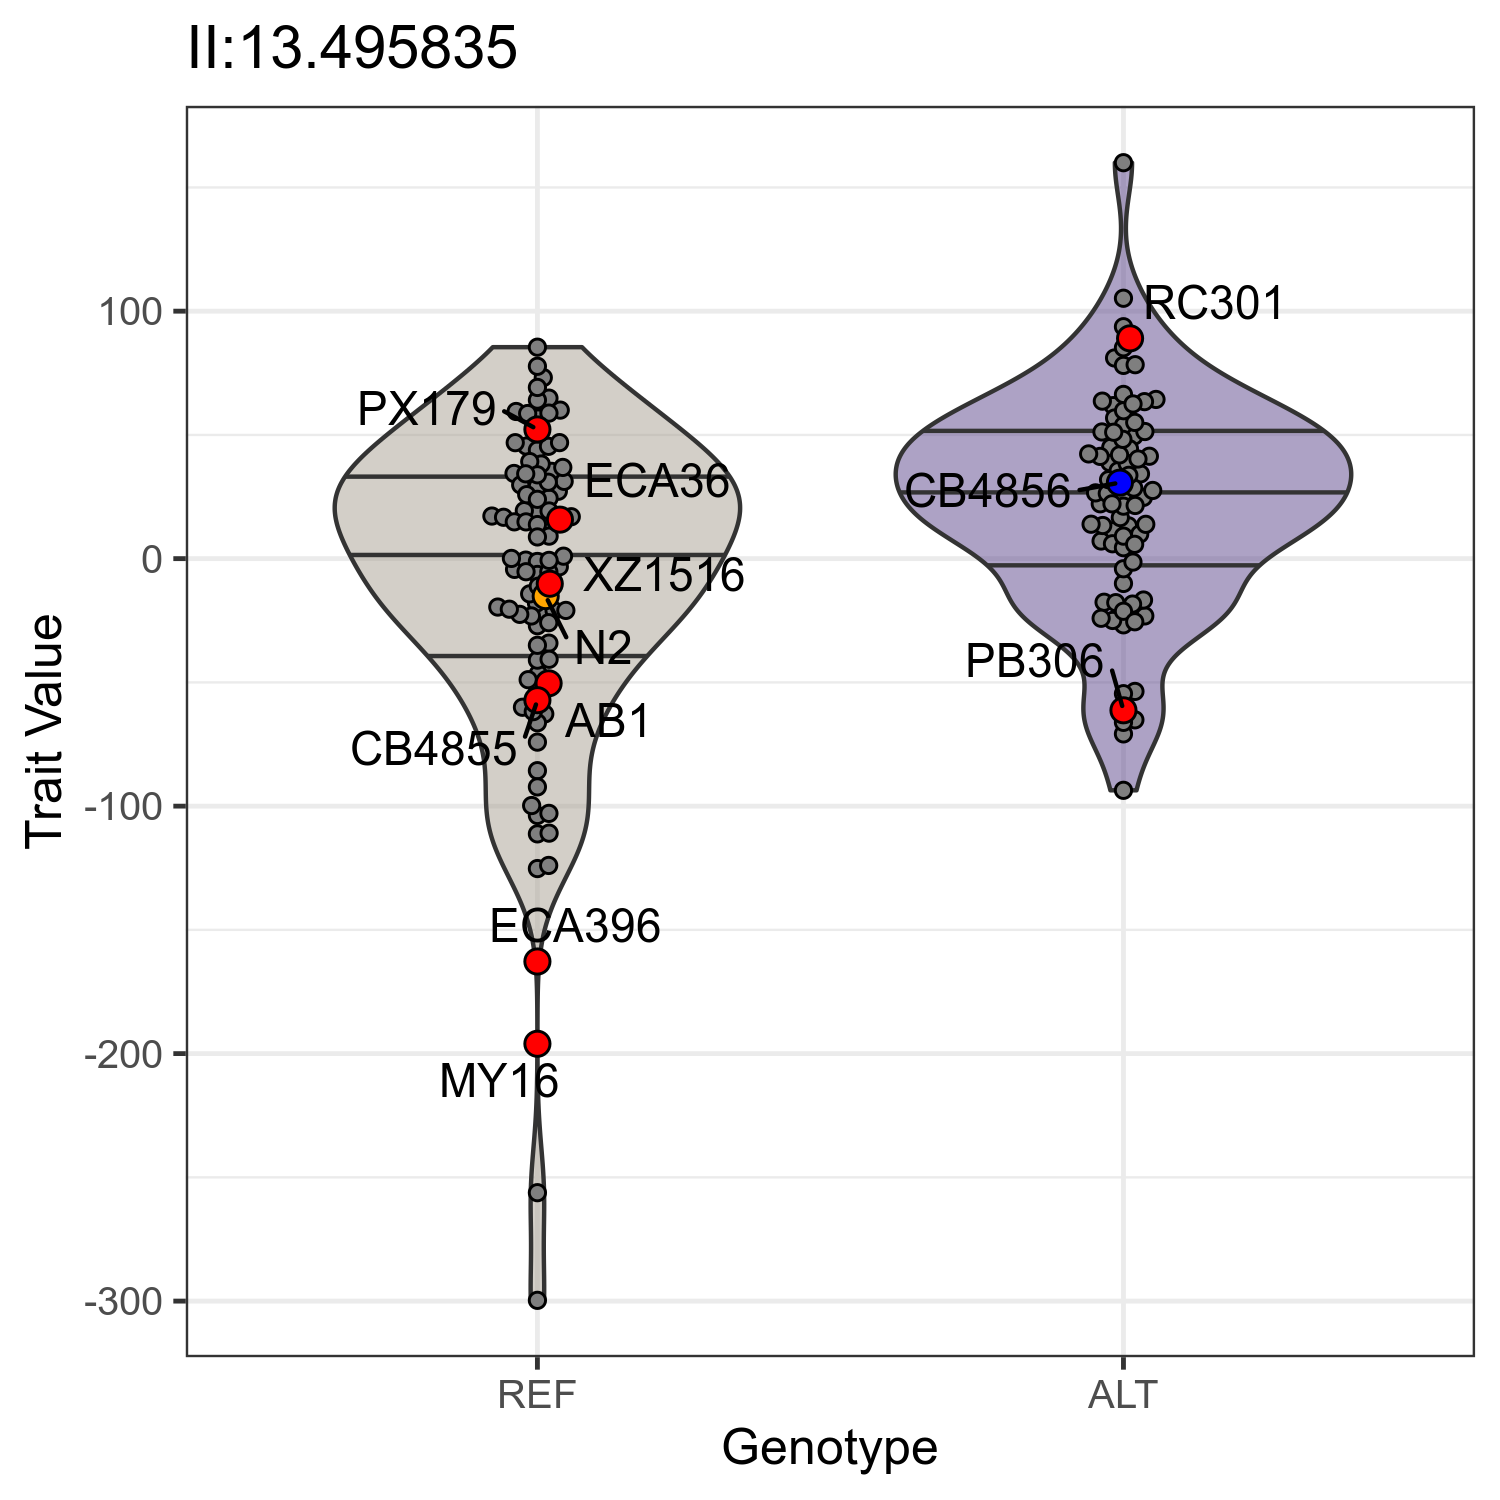 II:13.495835
Trait Value
100
0
-100
-200
-300
RC301
PX179
ECA36
CB4856
XZ1516
N2
PB306
AB1
CB4855
ECA396
MY16
REF
ALT
Genotype